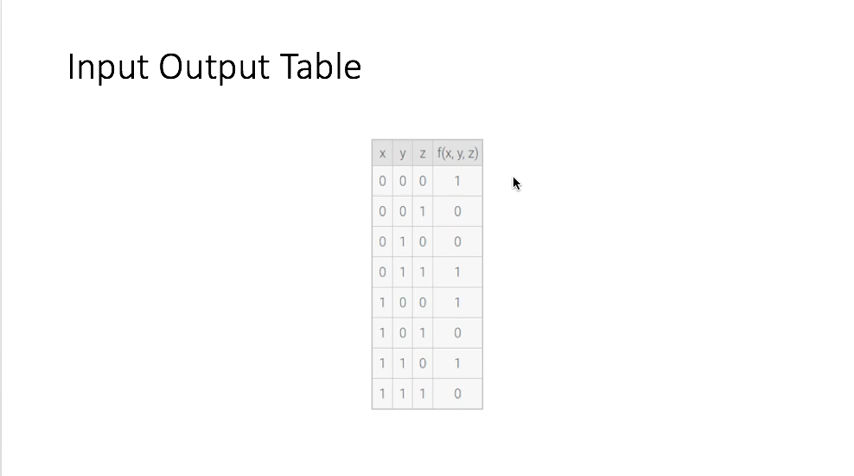 Input Output Table
x y z f(x, y, z)
0 0 0 1
0 0 1 0
0 1 0 0
0 1 1 1
1 0 0 1
1 0 1 0
1 1 0 1
1 1 1 0